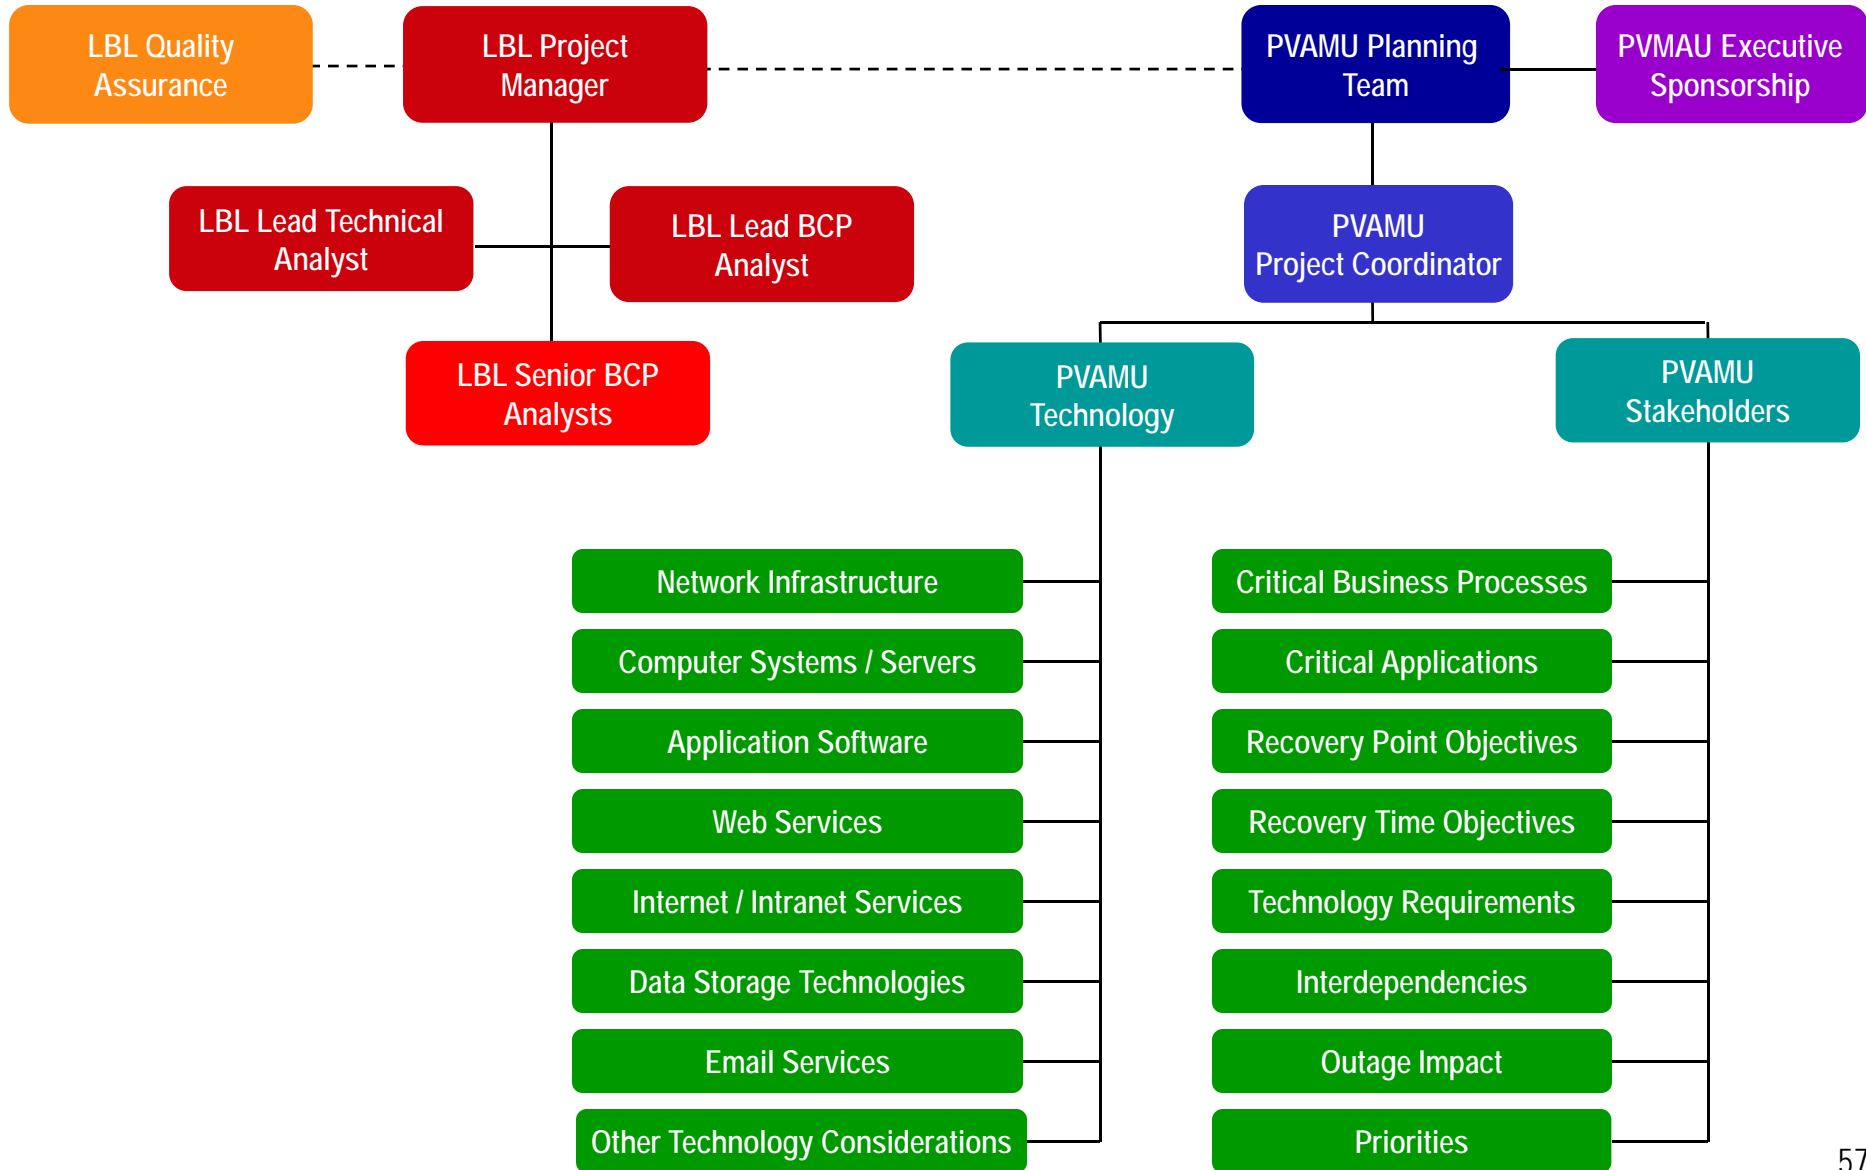 LBL Quality
Assurance
LBL Project
Manager
PVAMU Planning
Team
PVMAU Executive
Sponsorship
LBL Lead Technical
Analyst
LBL Lead BCP
Analyst
PVAMU
Project Coordinator
LBL Senior BCP
Analysts
PVAMU
Technology
PVAMU
Stakeholders
Network Infrastructure
Computer Systems / Servers
Application Software
Web Services
Internet / Intranet Services
Data Storage Technologies
Email Services
Other Technology Considerations
Critical Business Processes
Critical Applications
Recovery Point Objectives
Recovery Time Objectives
Technology Requirements
Interdependencies
Outage Impact
Priorities
57